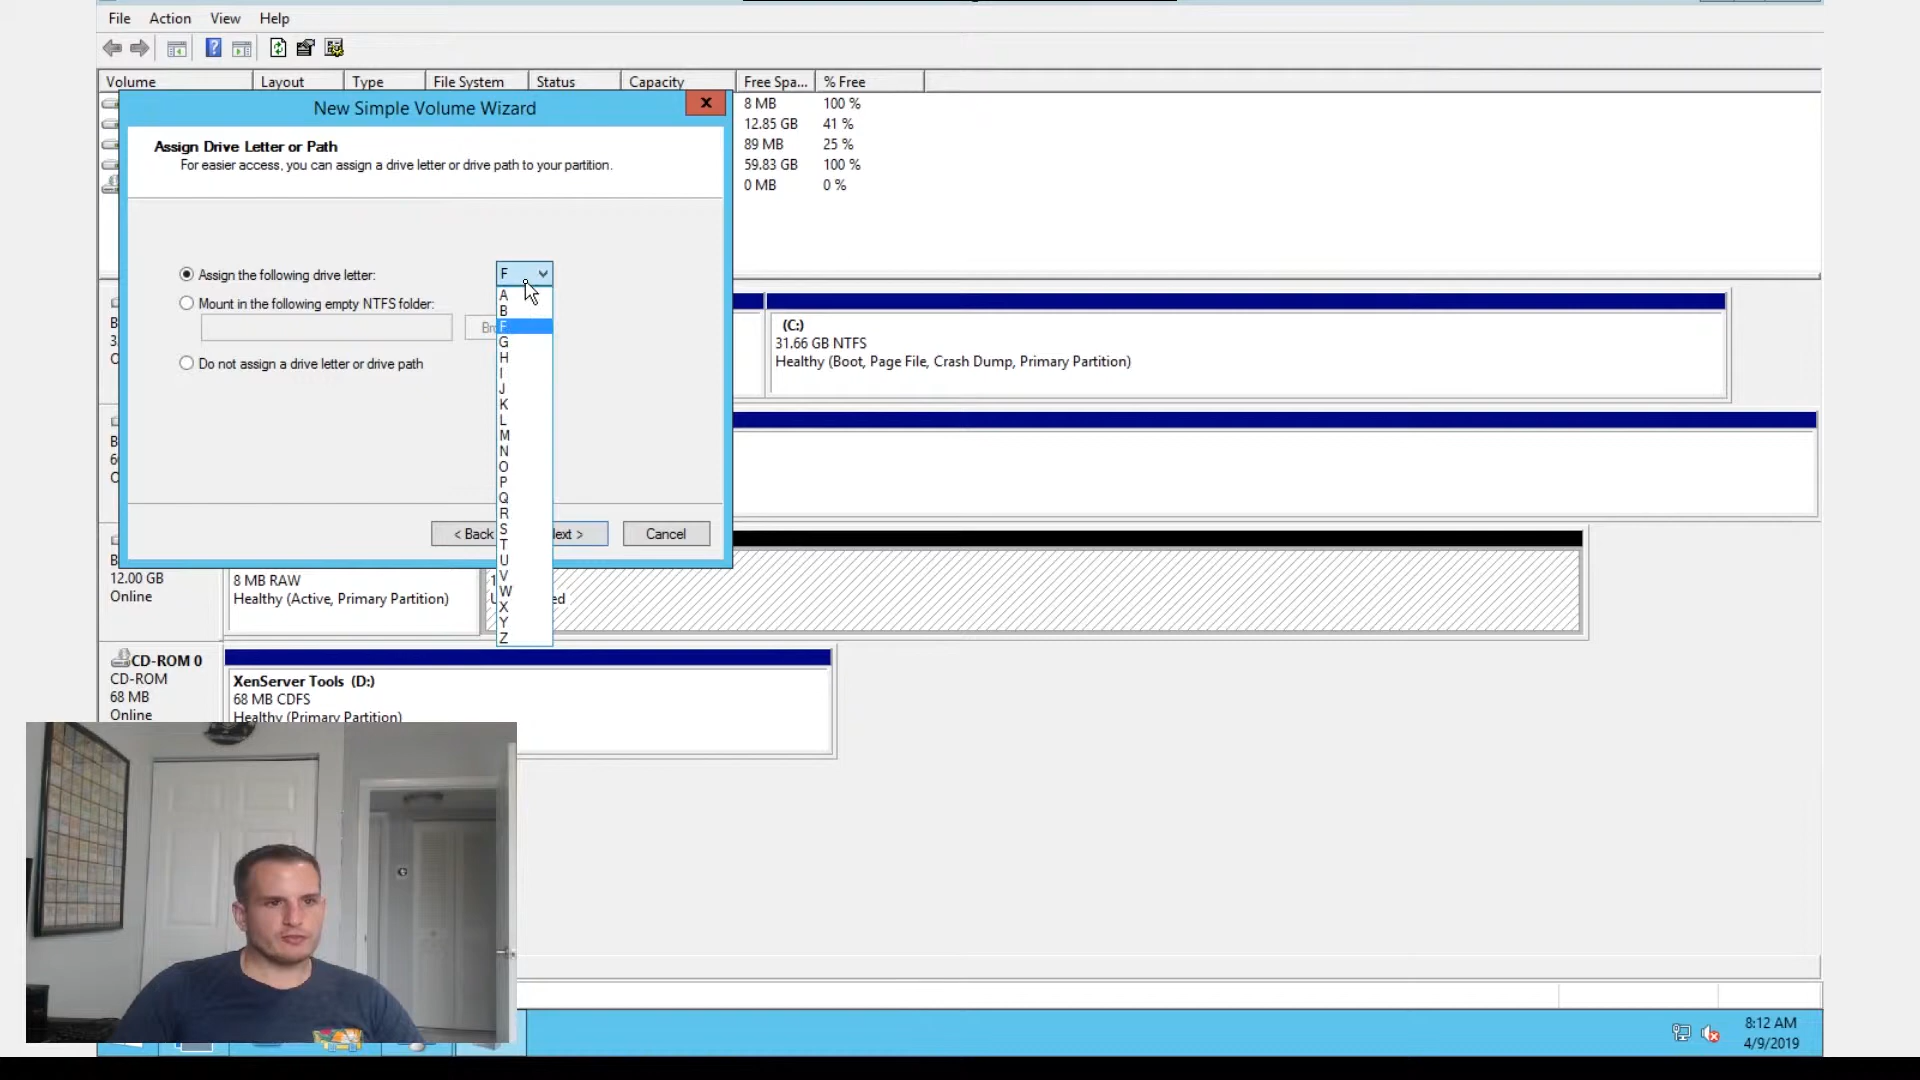 File Action View Help
Volume Layout Type File System Status Capacity Free Spa... % Free
New Simple Volume Wizard
8 MB 100 %
12.85 GB 41 %
89 MB 25 %
59.83 GB 100 %
0 MB 0 %
Assign Drive Letter or Path
For easier access, you can assign a drive letter or drive path to your partition.
Assign the following drive letter: F
Mount in the following empty NTFS folder:
Do not assign a drive letter or drive path
A
B
F
G
H
I
J
K
L
M
N
O
P
Q
R
S
T
U
V
W
X
Y
Z
< Back
Cancel
(C:)
31.66 GB NTFS
Healthy (Boot, Page File, Crash Dump, Primary Partition)
12.00 GB
Online
8 MB RAW
Healthy (Active, Primary Partition)
CD-ROM 0
CD-ROM
68 MB
Online
XenServer Tools (D:)
68 MB CDFS
Healthy (Primary Partition)
8:12 AM
4/9/2019